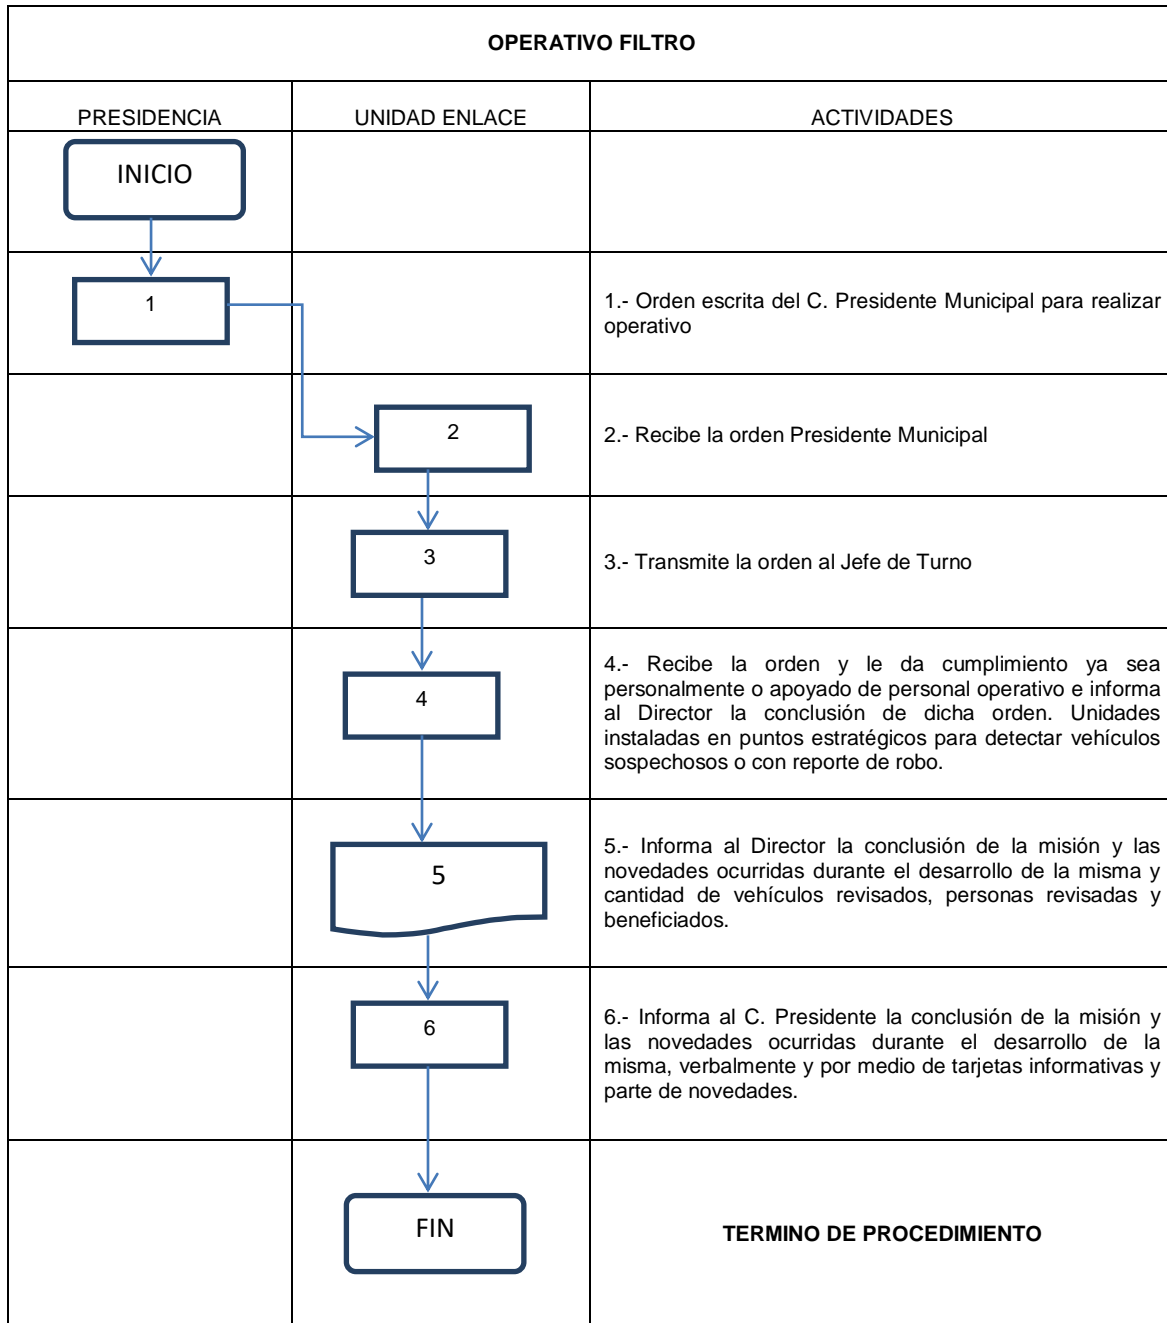 OPERATIVO FILTRO
PRESIDENCIA
UNIDAD ENLACE
ACTIVIDADES
INICIO
1
1.- Orden escrita del C. Presidente Municipal para realizar
operativo
2
2.- Recibe la orden Presidente Municipal
3
3.- Transmite la orden al Jefe de Turno
4
4.- Recibe la orden y le da cumplimiento ya sea
personalmente o apoyado de personal operativo e informa
al Director la conclusión de dicha orden. Unidades
instaladas en puntos estratégicos para detectar vehículos
sospechosos o con reporte de robo.
5
5.- Informa al Director la conclusión de la misión y las
novedades ocurridas durante el desarrollo de la misma y
cantidad de vehículos revisados, personas revisadas y
beneficiados.
6
6.- Informa al C. Presidente la conclusión de la misión y
las novedades ocurridas durante el desarrollo de la
misma, verbalmente y por medio de tarjetas informativas y
parte de novedades.
FIN
TERMINO DE PROCEDIMIENTO